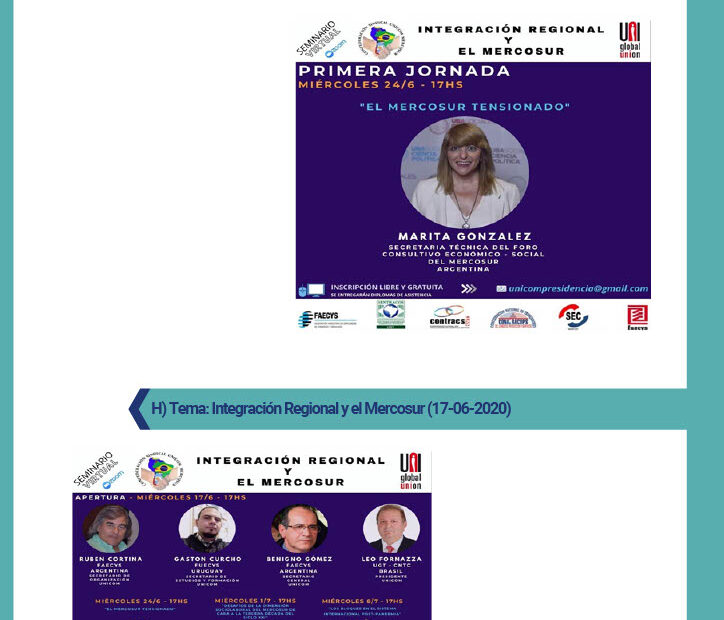 SEMINARIO
VIRTUAL
zoom
INTEGRACIÓN REGIONAL
Y
EL MERCOSUR
UNI
global
union
PRIMERA JORNADA
MIÉRCOLES 24/6 - 17HS
"EL MERCOSUR TENSIONADO"
MARITA GONZALEZ
SECRETARIA TÉCNICA DEL FORO
CONSULTIVO ECONÓMICO - SOCIAL
DEL MERCOSUR
ARGENTINA
INSCRIPCIÓN LIBRE Y GRATUITA
SE ENTREGARÁN DIPLOMAS DE ASISTENCIA
unicompresidencia@gmail.com
FAECYS
contracs
SEC
fuecys
H) Tema: Integración Regional y el Mercosur (17-06-2020)
SEMINARIO
VIRTUAL
zoom
INTEGRACIÓN REGIONAL
Y
EL MERCOSUR
UNI
global
union
APERTURA - MIÉRCOLES 17/6 - 17HS
RUBEN CORTINA
FAECYS
ARGENTINA
SECRETARIO DE
ORGANIZACIÓN
UNICOM
GASTON CURCHO
FUECYS
URUGUAY
SECRETARIO DE
ESTUDIOS Y FORMACIÓN
UNICOM
BENIGNO GOMEZ
FAECYS
ARGENTINA
SECRETARIO
GENERAL
UNICOM
LEO FORNAZZA
UGT - CNTC
BRASIL
PRESIDENTE
UNICOM
MIÉRCOLES 24/6 - 17HS
"EL MERCOSUR TENSIONADO"
MIÉRCOLES 1/7 - 17HS
"DESAFÍOS DE LA DIMENSIÓN
SOCIOLABORAL DEL MERCOSUR DE
CARA A LA TERCERA DÉCADA DEL
SIGLO XXI"
MIÉRCOLES 8/7 - 17HS
"LOS BLOQUES EN EL SISTEMA
INTERNACIONAL POST-PANDEMIA"